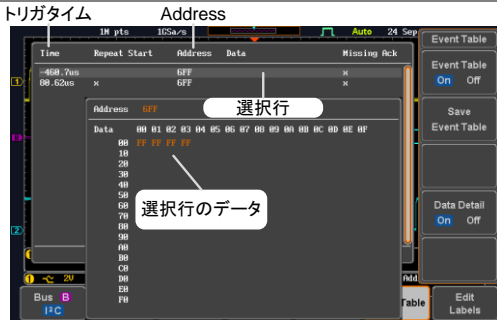 トリガタイム Address
1M pts 1GSa/s Auto 24 Sep
Event Table
Time Repeat Start Address Data Missing Ack
-460.7us 6FF x
80.62us x 6FF x
選択行
Event Table
On Off
Address 6FF
Save
Event Table
Data 00 01 02 03 04 05 06 07 08 09 0A 0B 0C 0D 0E 0F
00 FF FF FF FF
10
20
30
40
50
60
70
80
90
A0
B0
C0
D0
E0
F0
選択行のデータ
Data Detail
On Off
1 2V
Bus B
I²C
Table
Edit
Labels